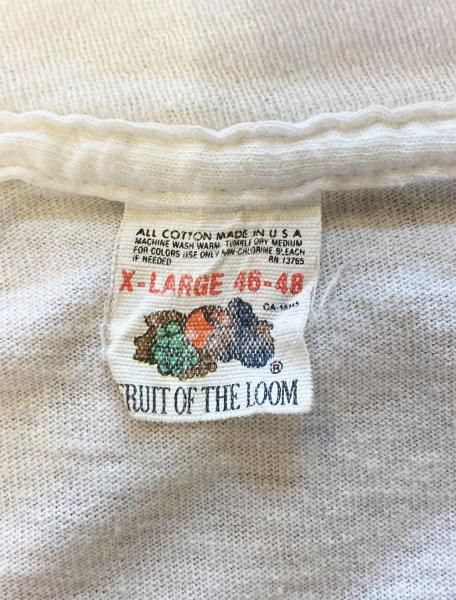 ALL COTTON MADE IN U S A
MACHINE WASH WARM TUMBLE DRY MEDIUM
FOR COLORS USE ONLY NON-CHLORINE BLEACH
IF NEEDED RN 13765
X-LARGE 46-48
®
FRUIT OF THE LOOM